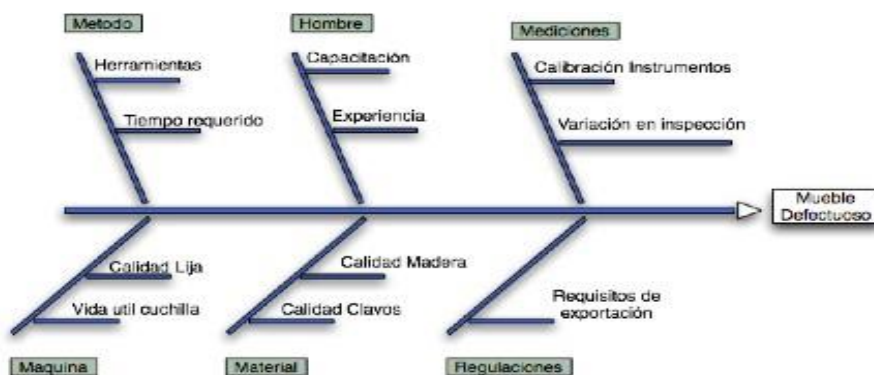 Metodo
Hombre
Mediciones
Herramientas
Capacitación
Calibración Instrumentos
Tiempo requerido
Experiencia
Variación en inspección
Mueble
Defectuoso
Calidad Lija
Calidad Madera
Vida util cuchilla
Calidad Clavos
Requisitos de
exportación
Maquina
Material
Regulaciones